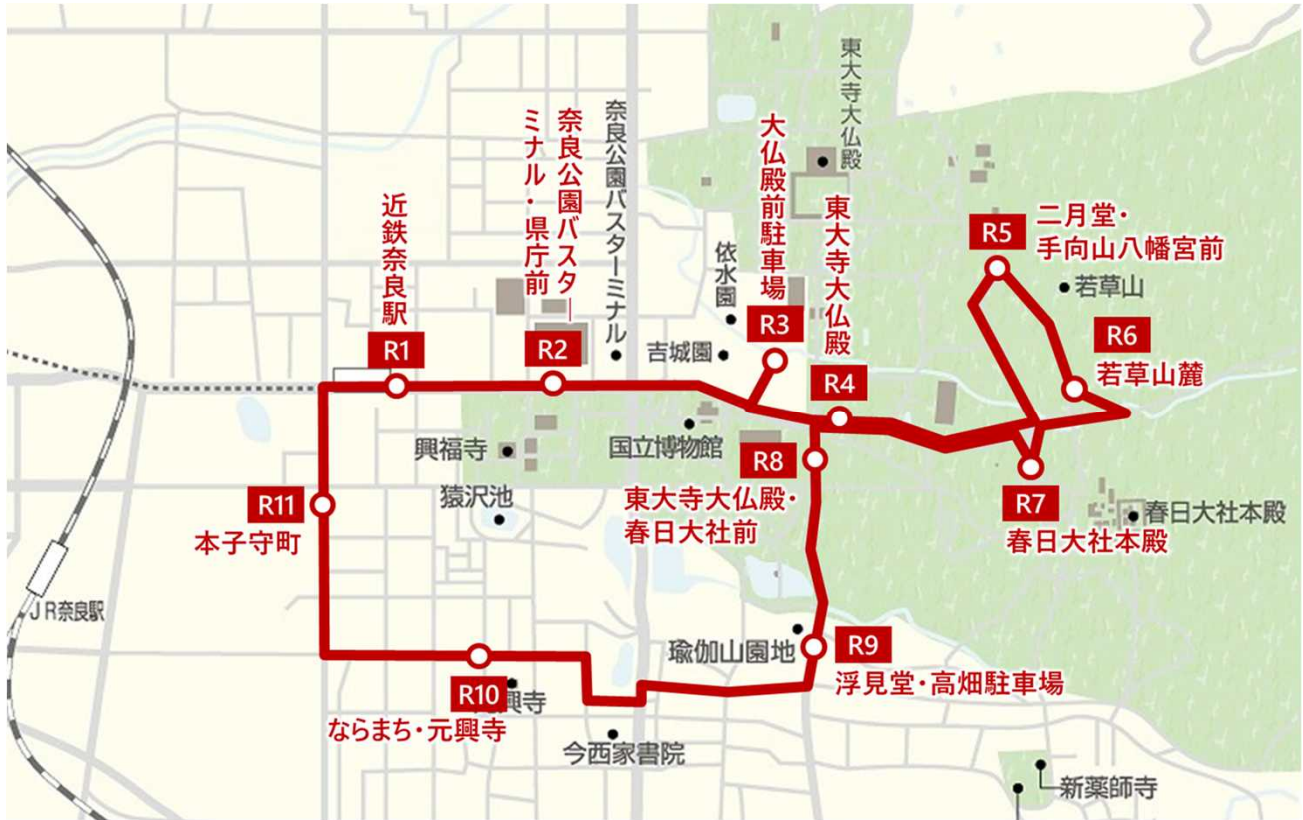 東大寺大仏殿
奈良公園バスターミナル
依水園
吉城園
若草山
国立博物館
興福寺
猿沢池
春日大社本殿
JR奈良駅
瑜伽山園地
興寺
今西家書院
新薬師寺
R1
近鉄奈良駅
R2
奈良公園バスター
ミナル・県庁前
R3
大仏殿前駐車場
R4
東大寺大仏殿
R5
二月堂・
手向山八幡宮前
R6
若草山麓
R7
春日大社本殿
R8
東大寺大仏殿・
春日大社前
R9
浮見堂・高畑駐車場
R10
ならまち・元興寺
R11
本子守町